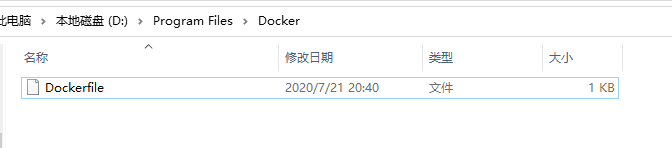 此电脑 > 本地磁盘 (D:) > Program Files > Docker
名称 修改日期 类型 大小
Dockerfile 2020/7/21 20:40 文件 1 KB